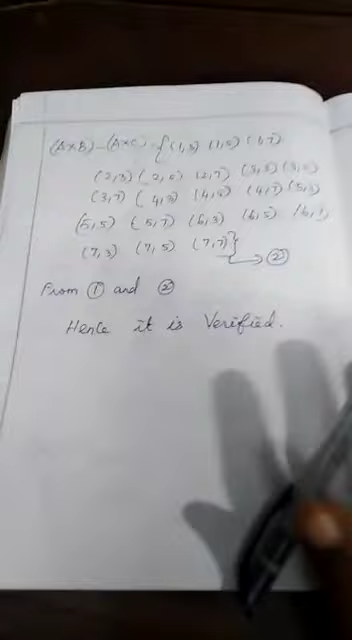 (A×B) – (A×C) = { (1,3) (1,5) (1,7)
(2,3) (2,5) (2,7) (3,3) (3,5)
(3,7) (4,3) (4,5) (4,7) (5,3)
(5,5) (5,7) (6,3) (6,5) (6,7)
(7,3) (7,5) (7,7)} → ②
From ① and ②
Hence it is Verified.